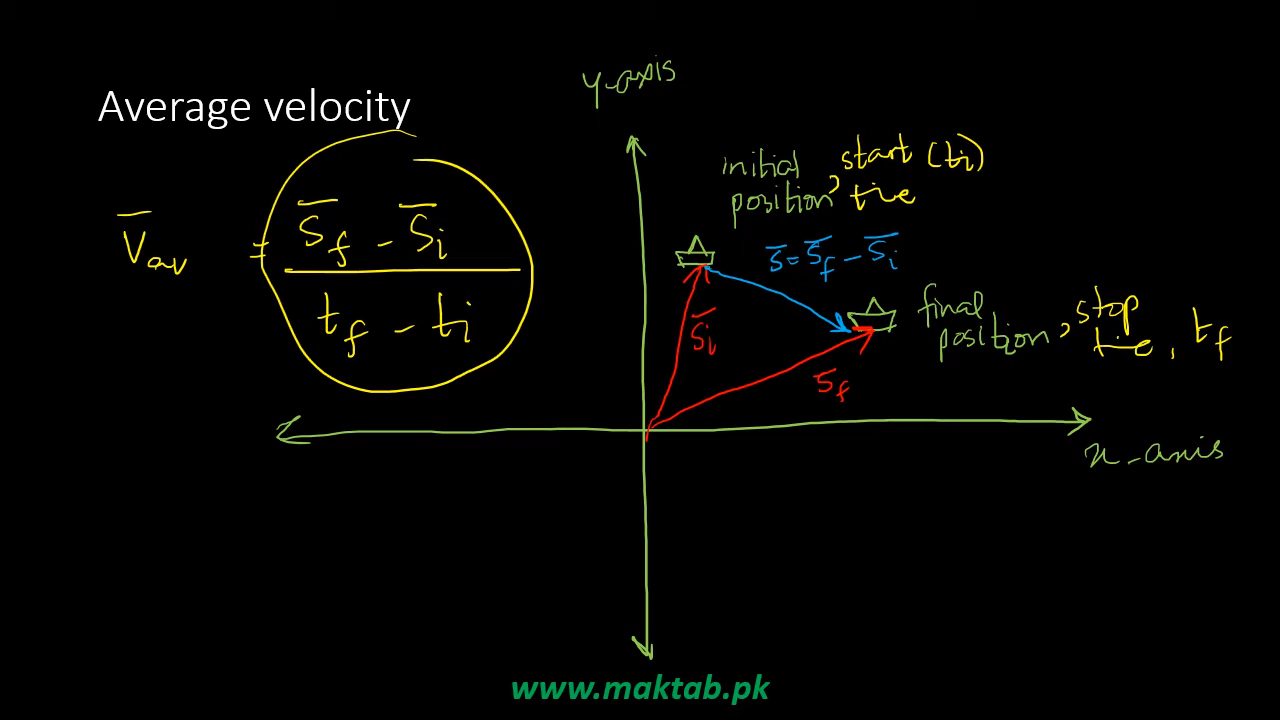 Average velocity
V̄av = S̄f - S̄i
tf - ti
y-axis
initial
position, start (ti)
tie
S̄ = S̄f - S̄i
S̄i
final
position, stop
tie, tf
S̄f
x-axis
www.maktab.pk